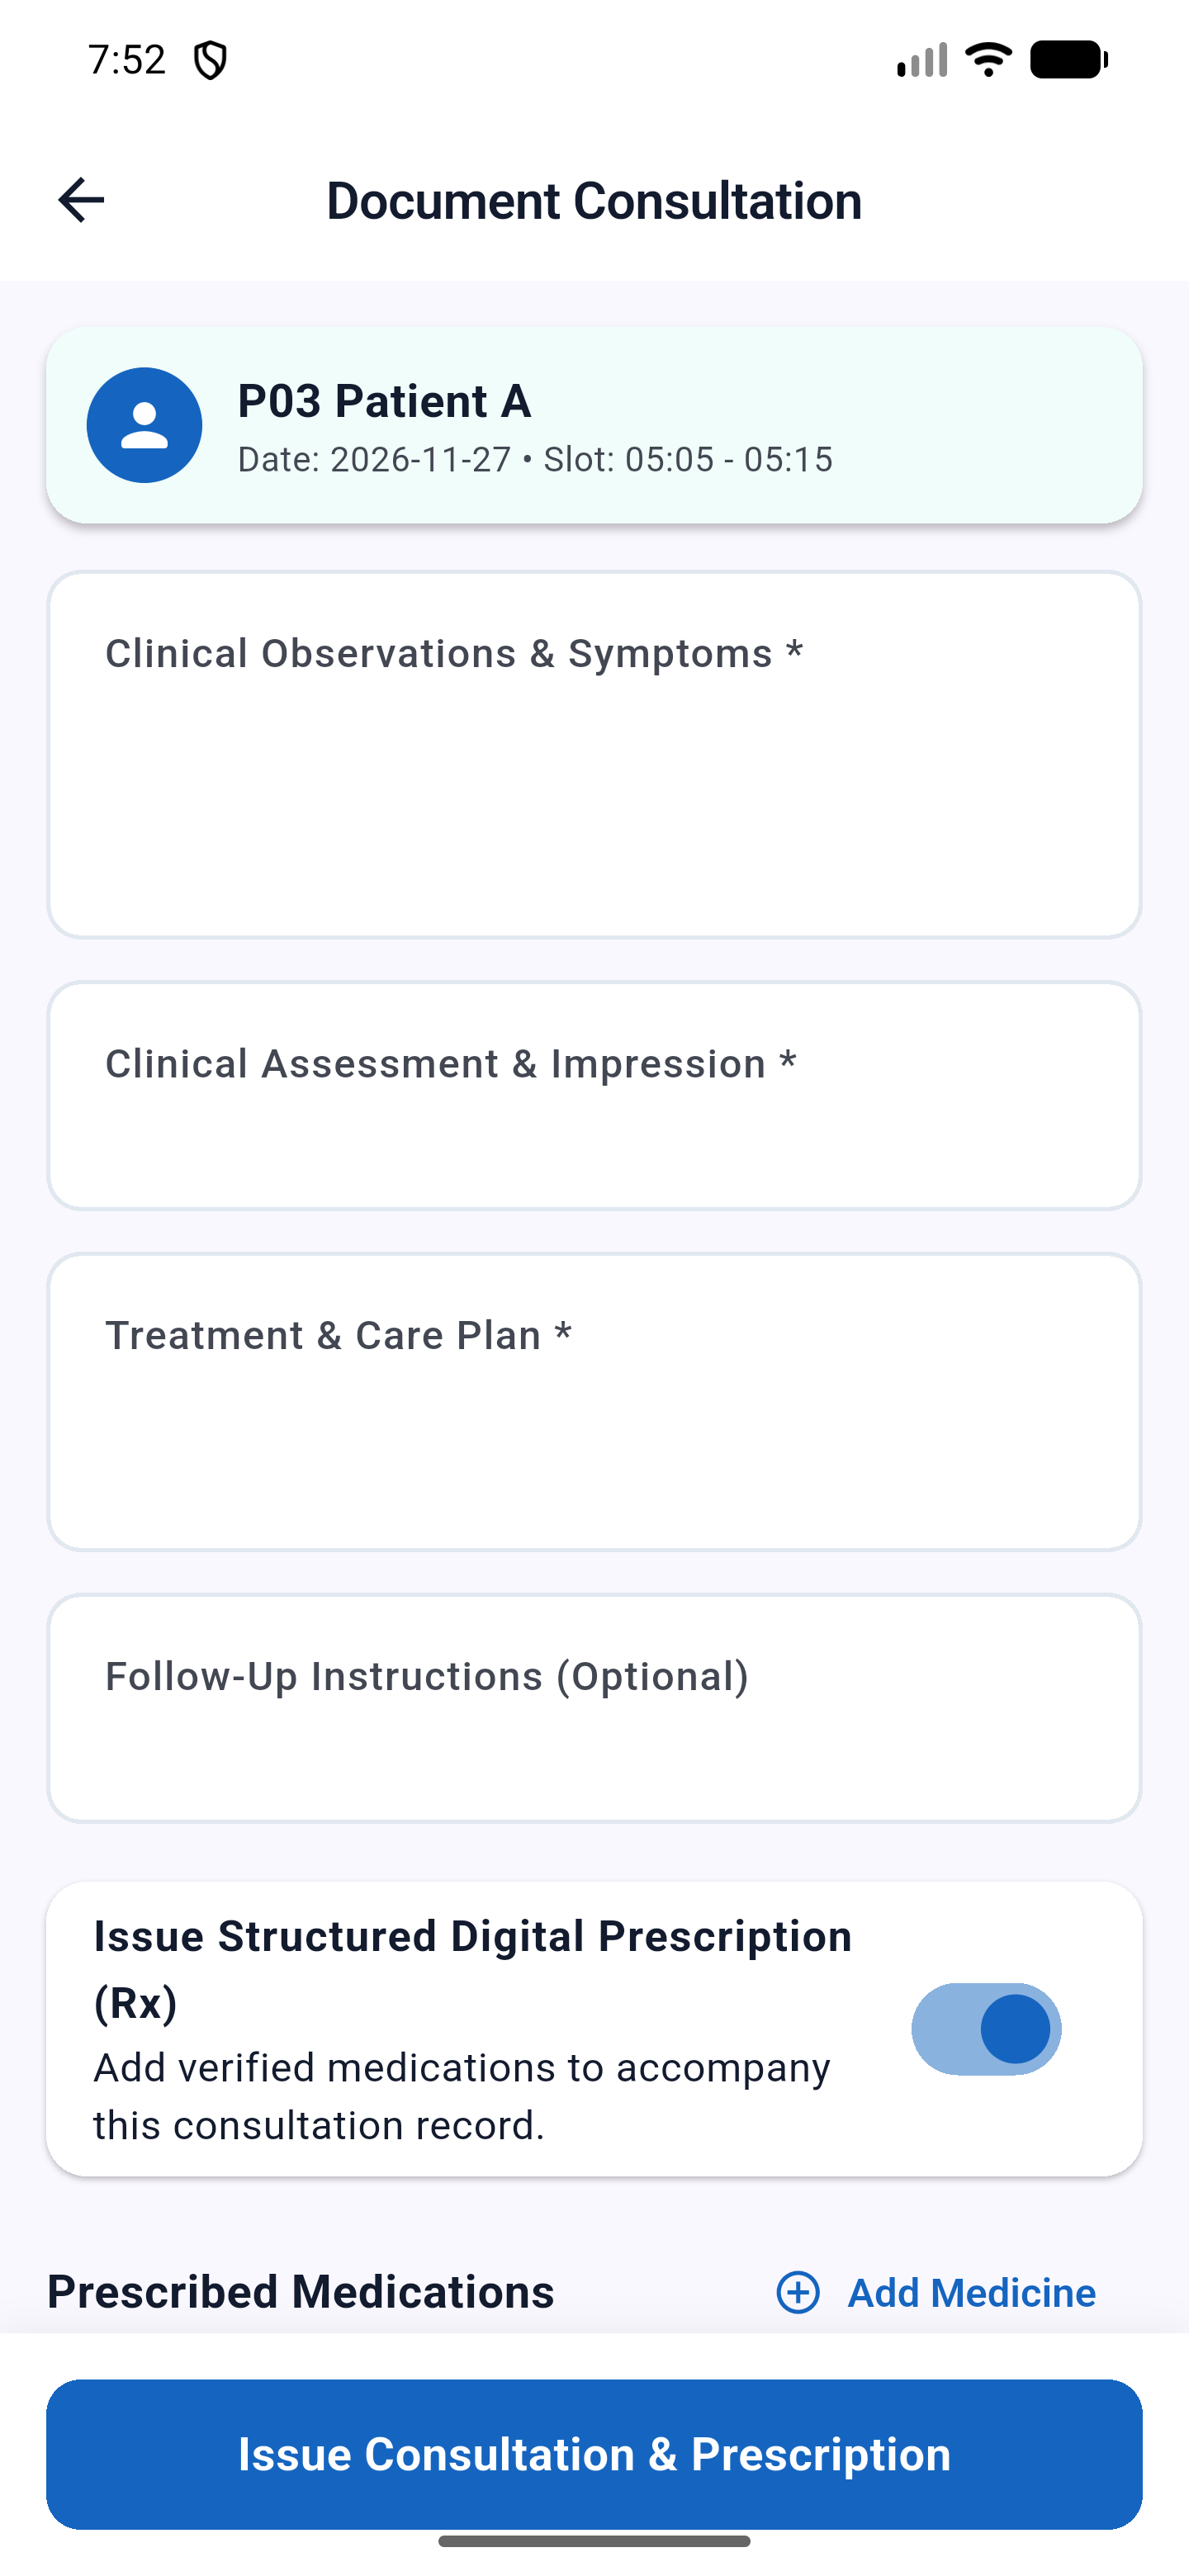 7:52
Document Consultation
P03 Patient A
Date: 2026-11-27 • Slot: 05:05 - 05:15
Clinical Observations & Symptoms *
Clinical Assessment & Impression *
Treatment & Care Plan *
Follow-Up Instructions (Optional)
Issue Structured Digital Prescription
(Rx)
Add verified medications to accompany
this consultation record.
Prescribed Medications
Add Medicine
Issue Consultation & Prescription